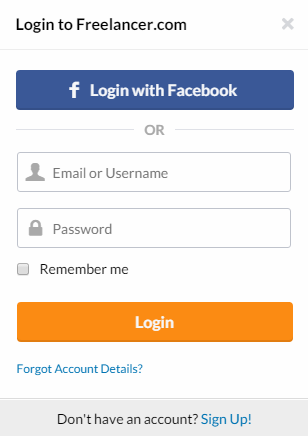 Login to Freelancer.com
Login with Facebook
OR
Email or Username
Password
Remember me
Login
Forgot Account Details?
Don't have an account? Sign Up!